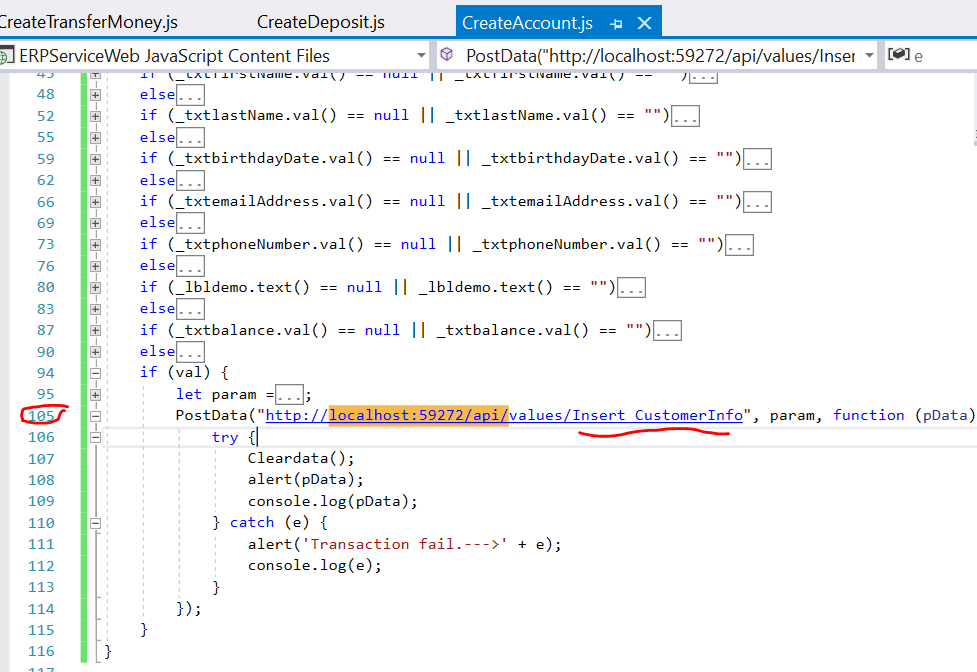 CreateTransferMoney.js CreateDeposit.js CreateAccount.js
ERPServiceWeb JavaScript Content Files PostData("http://localhost:59272/api/values/Inser e
45 if (_txtfirstName.val() == null || _txtfirstName.val() == "")...
48 else...
52 if (_txtlastName.val() == null || _txtlastName.val() == "")...
55 else...
59 if (_txtbirthdayDate.val() == null || _txtbirthdayDate.val() == "")...
62 else...
66 if (_txtemailAddress.val() == null || _txtemailAddress.val() == "")...
69 else...
73 if (_txtphoneNumber.val() == null || _txtphoneNumber.val() == "")...
76 else...
80 if (_lbldemo.text() == null || _lbldemo.text() == "")...
83 else...
87 if (_txtbalance.val() == null || _txtbalance.val() == "")...
90 else...
94 if (val) {
95 let param =...;
105 PostData("http://localhost:59272/api/values/Insert_CustomerInfo", param, function (pData)
106 try {
107 Cleardata();
108 alert(pData);
109 console.log(pData);
110 } catch (e) {
111 alert('Transaction fail.--->' + e);
112 console.log(e);
113 }
114 });
115 }
116 }
117